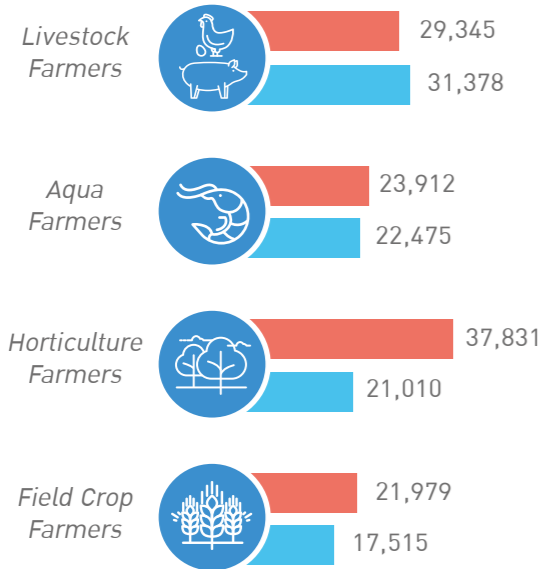 Livestock
Farmers
29,345
31,378
Aqua
Farmers
23,912
22,475
Horticulture
Farmers
37,831
21,010
Field Crop
Farmers
21,979
17,515